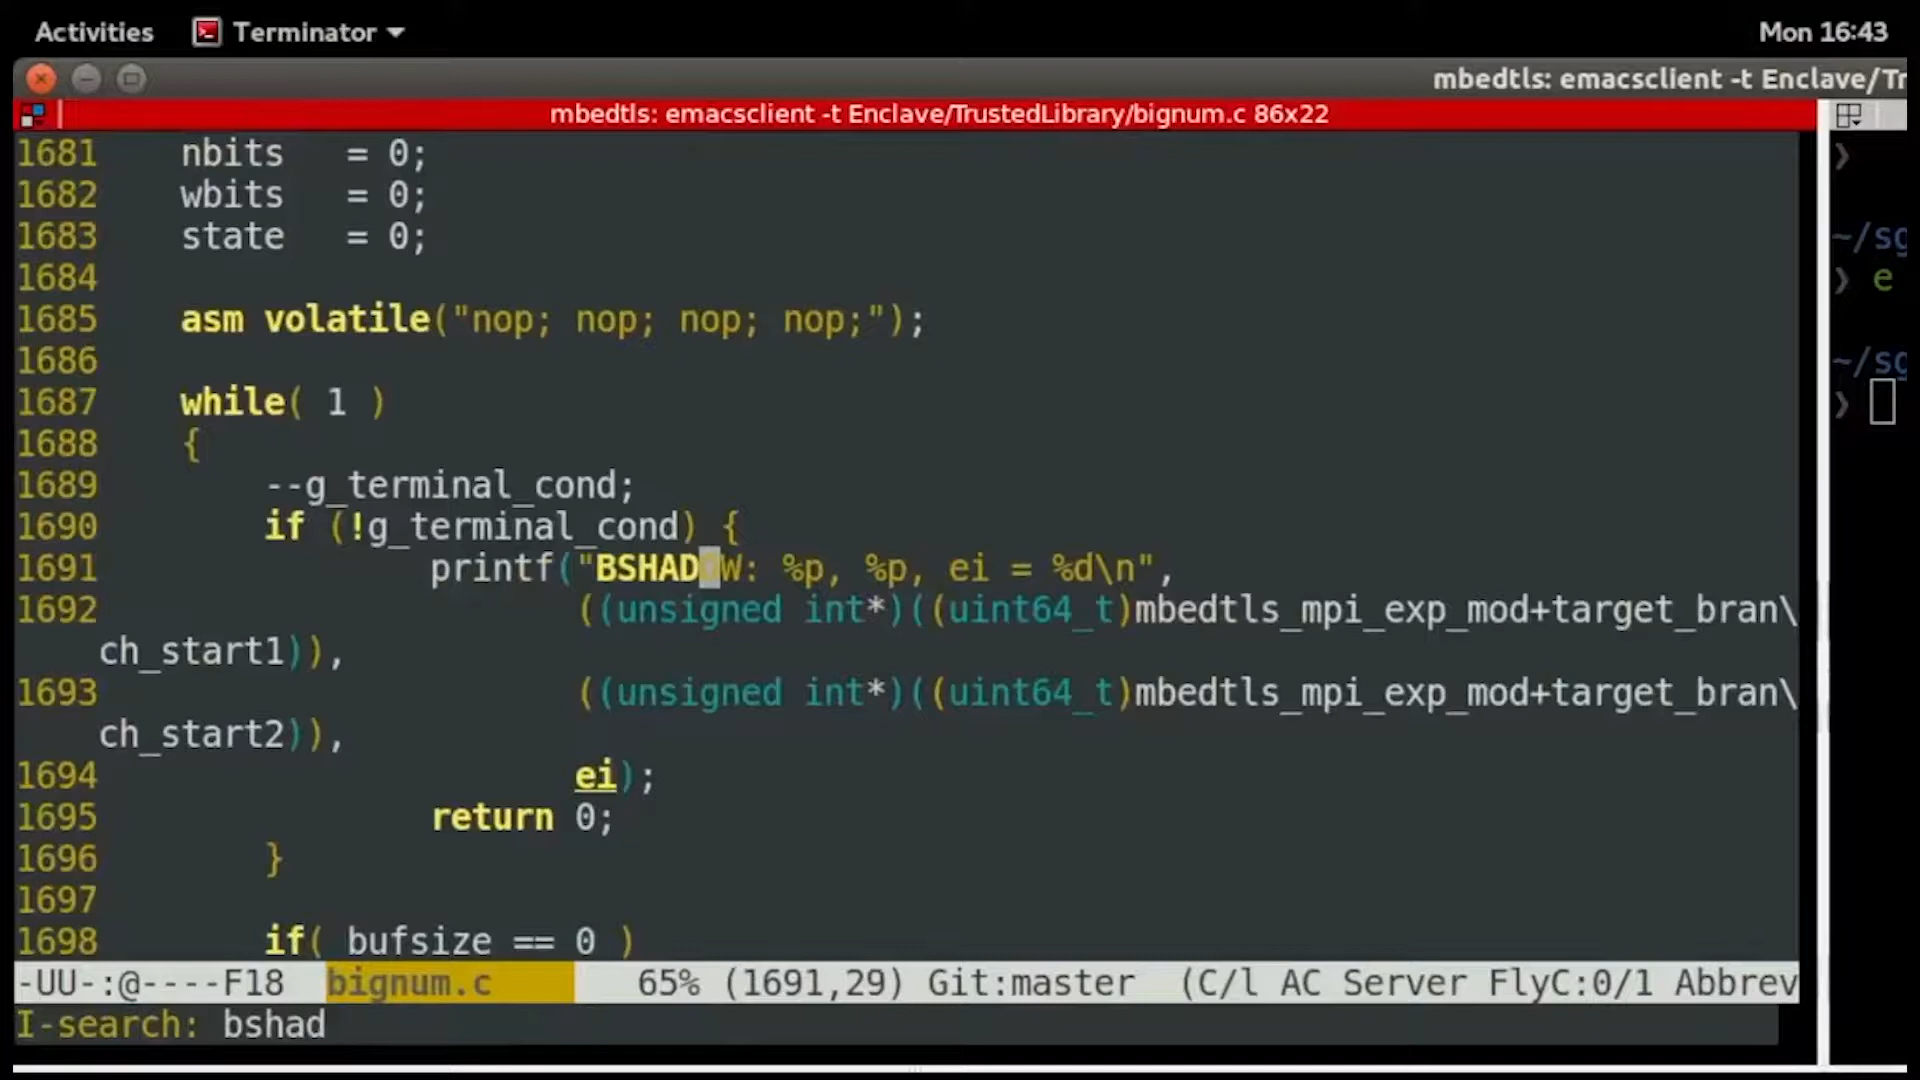 Activities Terminator Mon 16:43
mbedtls: emacsclient -t Enclave/Tr
mbedtls: emacsclient -t Enclave/TrustedLibrary/bignum.c 86x22
1681 nbits = 0;
1682 wbits = 0;
1683 state = 0;
1684
1685 asm volatile("nop; nop; nop; nop;");
1686
1687 while( 1 )
1688 {
1689 --g_terminal_cond;
1690 if (!g_terminal_cond) {
1691 printf("BSHADOW: %p, %p, ei = %d\n",
1692 ((unsigned int*)((uint64_t)mbedtls_mpi_exp_mod+target_bran\
ch_start1)),
1693 ((unsigned int*)((uint64_t)mbedtls_mpi_exp_mod+target_bran\
ch_start2)),
1694 ei);
1695 return 0;
1696 }
1697
1698 if( bufsize == 0 )
-UU-:@----F18 bignum.c 65% (1691,29) Git:master (C/l AC Server FlyC:0/1 Abbrev
I-search: bshad
❯
~/sg
❯ e
~/sg
❯